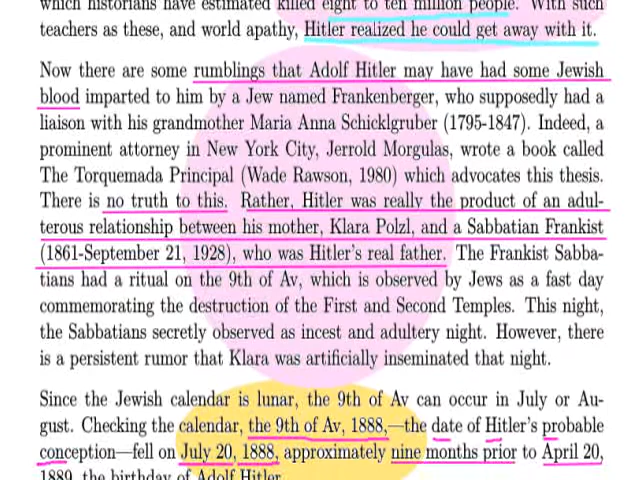 which historians have estimated killed eight to ten million people. With such
teachers as these, and world apathy, Hitler realized he could get away with it.
Now there are some rumblings that Adolf Hitler may have had some Jewish
blood imparted to him by a Jew named Frankenberger, who supposedly had a
liaison with his grandmother Maria Anna Schicklgruber (1795-1847). Indeed, a
prominent attorney in New York City, Jerrold Morgulas, wrote a book called
The Torquemada Principal (Wade Rawson, 1980) which advocates this thesis.
There is no truth to this. Rather, Hitler was really the product of an adul-
terous relationship between his mother, Klara Polzl, and a Sabbatian Frankist
(1861-September 21, 1928), who was Hitler's real father. The Frankist Sabba-
tians had a ritual on the 9th of Av, which is observed by Jews as a fast day
commemorating the destruction of the First and Second Temples. This night,
the Sabbatians secretly observed as incest and adultery night. However, there
is a persistent rumor that Klara was artificially inseminated that night.
Since the Jewish calendar is lunar, the 9th of Av can occur in July or Au-
gust. Checking the calendar, the 9th of Av, 1888,—the date of Hitler's probable
conception—fell on July 20, 1888, approximately nine months prior to April 20,
1889, the birthday of Adolf Hitler.